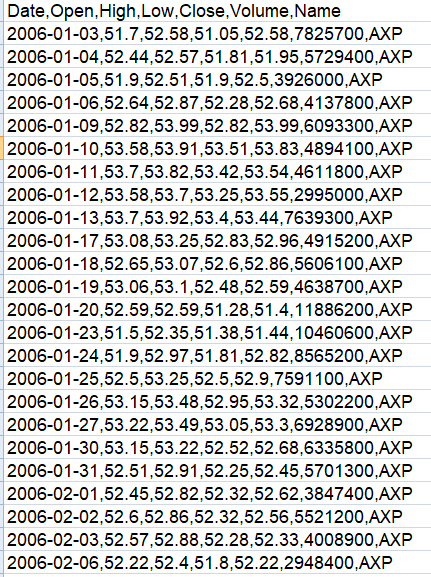 Date,Open,High,Low,Close,Volume,Name
2006-01-03,51.7,52.58,51.05,52.58,7825700,AXP
2006-01-04,52.44,52.57,51.81,51.95,5729400,AXP
2006-01-05,51.9,52.51,51.9,52.5,3926000,AXP
2006-01-06,52.64,52.87,52.28,52.68,4137800,AXP
2006-01-09,52.82,53.99,52.82,53.99,6093300,AXP
2006-01-10,53.58,53.91,53.51,53.83,4894100,AXP
2006-01-11,53.7,53.82,53.42,53.54,4611800,AXP
2006-01-12,53.58,53.7,53.25,53.55,2995000,AXP
2006-01-13,53.7,53.92,53.4,53.44,7639300,AXP
2006-01-17,53.08,53.25,52.83,52.96,4915200,AXP
2006-01-18,52.65,53.07,52.6,52.86,5606100,AXP
2006-01-19,53.06,53.1,52.48,52.59,4638700,AXP
2006-01-20,52.59,52.59,51.28,51.4,11886200,AXP
2006-01-23,51.5,52.35,51.38,51.44,10460600,AXP
2006-01-24,51.9,52.97,51.81,52.82,8565200,AXP
2006-01-25,52.5,53.25,52.5,52.9,7591100,AXP
2006-01-26,53.15,53.48,52.95,53.32,5302200,AXP
2006-01-27,53.22,53.49,53.05,53.3,6928900,AXP
2006-01-30,53.15,53.22,52.52,52.68,6335800,AXP
2006-01-31,52.51,52.91,52.25,52.45,5701300,AXP
2006-02-01,52.45,52.82,52.32,52.62,3847400,AXP
2006-02-02,52.6,52.86,52.32,52.56,5521200,AXP
2006-02-03,52.57,52.88,52.28,52.33,4008900,AXP
2006-02-06,52.22,52.4,51.8,52.22,2948400,AXP